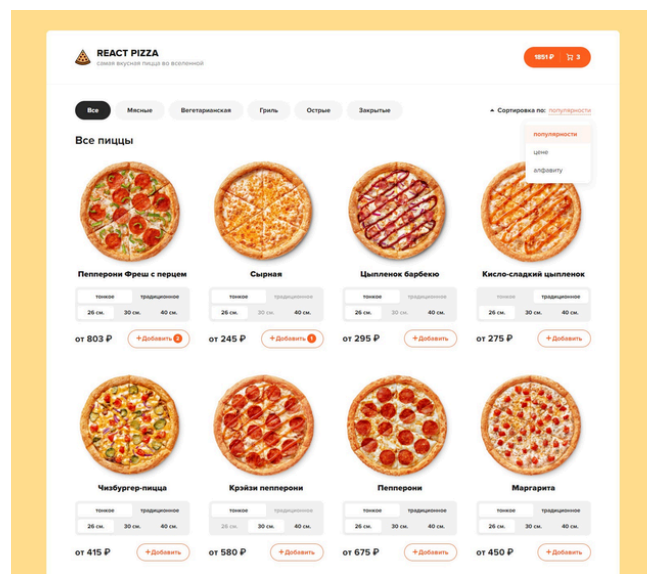 REACT PIZZA
самая вкусная пицца во вселенной
1851 ₽ 3
Все Мясные Вегетарианская Гриль Острые Закрытые
Сортировка по: популярности
популярности
цене
алфавиту
Все пиццы
Пепперони Фреш с перцем Сырная Цыпленок барбекю Кисло-сладкий цыпленок
тонкое традиционное тонкое традиционное тонкое традиционное тонкое традиционное
26 см. 30 см. 40 см. 26 см. 30 см. 40 см. 26 см. 30 см. 40 см. 26 см. 30 см. 40 см.
от 803 ₽ +Добавить 2 от 245 ₽ +Добавить 1 от 295 ₽ +Добавить от 275 ₽ +Добавить
Чизбургер-пицца Крэйзи пепперони Пепперони Маргарита
тонкое традиционное тонкое традиционное тонкое традиционное тонкое традиционное
26 см. 30 см. 40 см. 26 см. 30 см. 40 см. 26 см. 30 см. 40 см. 26 см. 30 см. 40 см.
от 415 ₽ +Добавить от 580 ₽ +Добавить от 675 ₽ +Добавить от 450 ₽ +Добавить